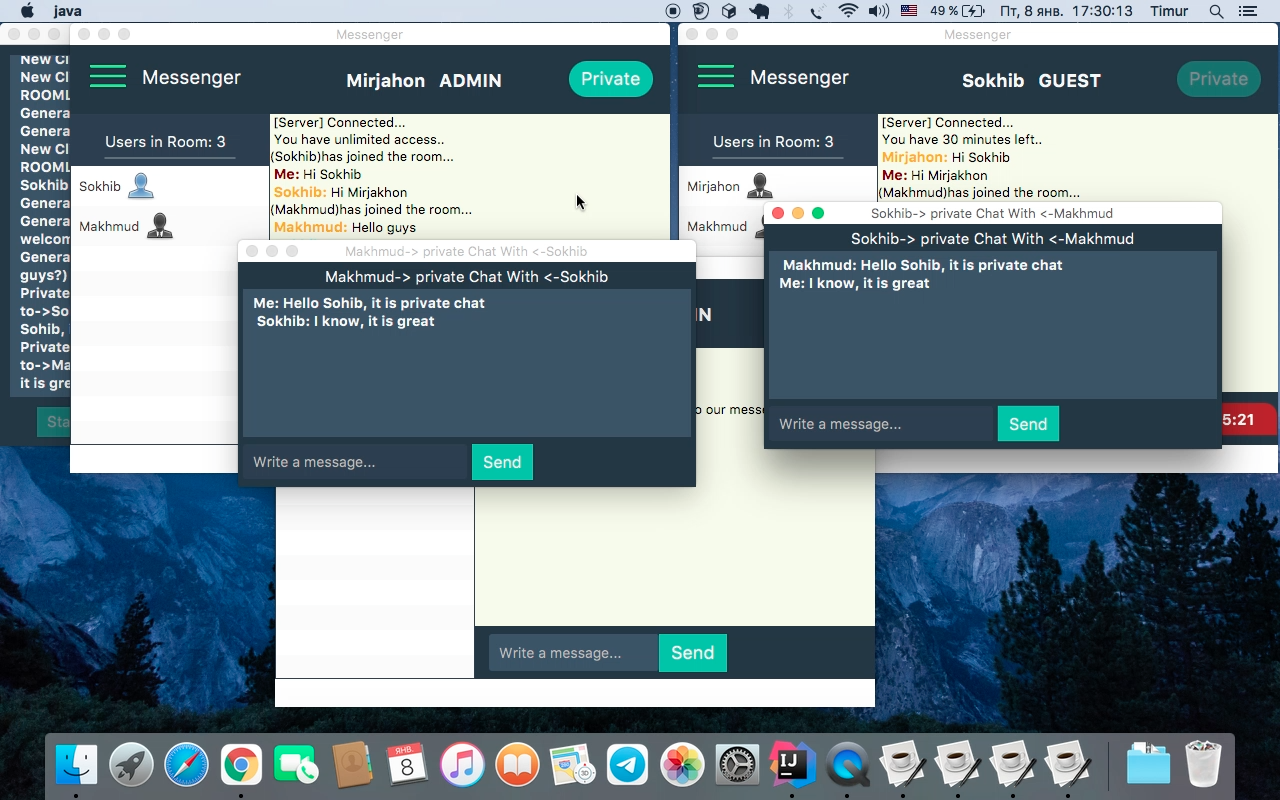 java
49 %
Пт, 8 янв. 17:30:13
Timur
New Cl
New Cl
ROOML
Genera
Genera
New Cl
ROOML
Sokhib
Genera
Genera
welcom
Genera
guys?)
Private
to->So
Sohib,
Private
to->Ma
it is gre
Sta
Messenger
Messenger
Mirjahon ADMIN
Private
Users in Room: 3
Sokhib
Makhmud
[Server] Connected...
You have unlimited access..
(Sokhib)has joined the room...
Me: Hi Sokhib
Sokhib: Hi Mirjakhon
(Makhmud)has joined the room...
Makhmud: Hello guys
Messenger
Messenger
Sokhib GUEST
Private
Users in Room: 3
Mirjahon
Makhmud
[Server] Connected...
You have 30 minutes left..
Mirjahon: Hi Sokhib
Me: Hi Mirjakhon
(Makhmud)has joined the room...
5:21
Makhmud-> private Chat With <-Sokhib
Makhmud-> private Chat With <-Sokhib
Me: Hello Sohib, it is private chat
Sokhib: I know, it is great
Write a message...
Send
Sokhib-> private Chat With <-Makhmud
Sokhib-> private Chat With <-Makhmud
Makhmud: Hello Sohib, it is private chat
Me: I know, it is great
Write a message...
Send
IN
o our messe
Write a message...
Send
ЯНВ.
8
3D
IJ